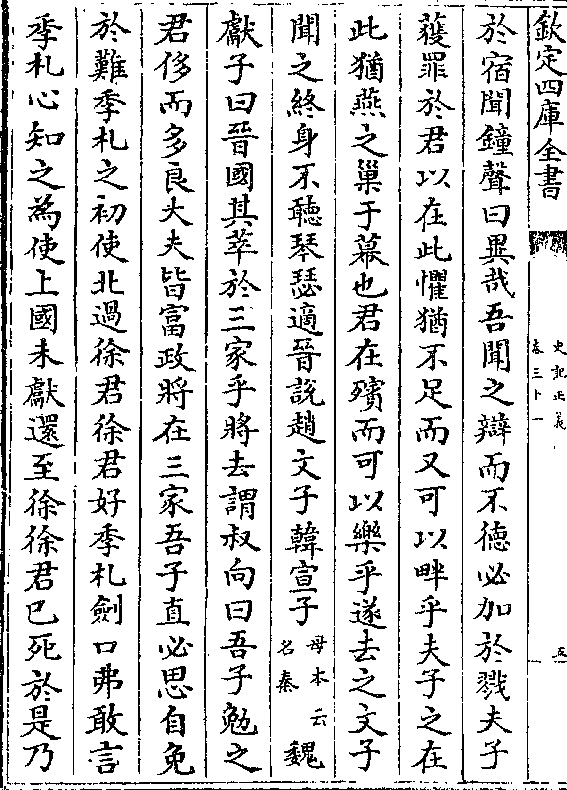 欽定四庫全書
史記正義
卷三十一
五
於宿聞鐘聲曰異哉吾聞之辯而不徳必加於戮夫子
獲罪於君以在此懼猶不足而又可以畔乎夫子之在
此猶燕之巢于幕也君在殯而可以樂乎遂去之文子
聞之終身不聽琴瑟適晉説趙文子韓宣子母本云名秦魏
獻子曰晉國其萃於三家乎將去謂叔向曰吾子勉之
君侈而多良大夫皆富政將在三家吾子直必思自免
於難季札之初使北過徐君徐君好季札劍口弗敢言
季札心知之為使上國未獻還至徐徐君已死於是乃